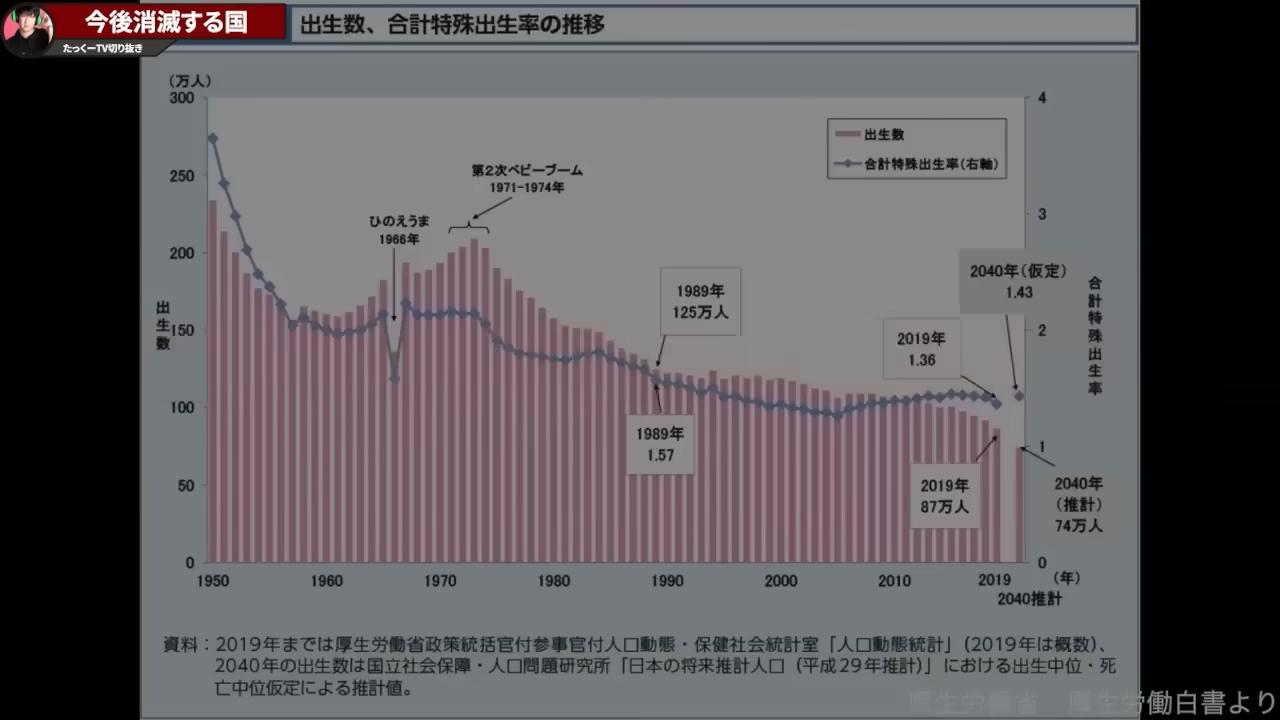 今後消滅する国
たっくーTV切り抜き
出生数、合計特殊出生率の推移
(万人)
300
250
200
150
100
50
0
出生数
4
3
2
1
0
合計特殊出生率
出生数
合計特殊出生率(右軸)
第2次ベビーブーム
1971-1974年
ひのえうま
1966年
1989年
125万人
1989年
1.57
2040年(仮定)
1.43
2019年
1.36
2019年
87万人
2040年
(推計)
74万人
1950 1960 1970 1980 1990 2000 2010 2019 (年)
2040推計
資料:2019年までは厚生労働省政策統括官付参事官付人口動態・保健社会統計室「人口動態統計」(2019年は概数)、
2040年の出生数は国立社会保障・人口問題研究所「日本の将来推計人口(平成29年推計)」における出生中位・死
亡中位仮定による推計値。
厚生労働省 厚生労働白書より